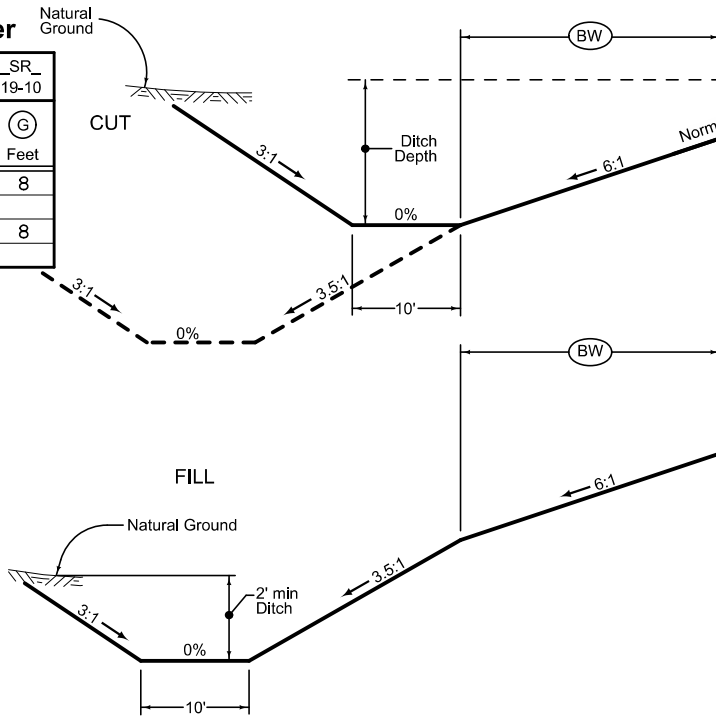 er
Natural
Ground
_SR_
19-10
G
Feet
8
8
BW
CUT
3:1
Ditch
Depth
Norm
6:1
0%
3:1
3.5:1
10'
0%
BW
FILL
6:1
Natural Ground
3.5:1
2' min
Ditch
3:1
0%
10'